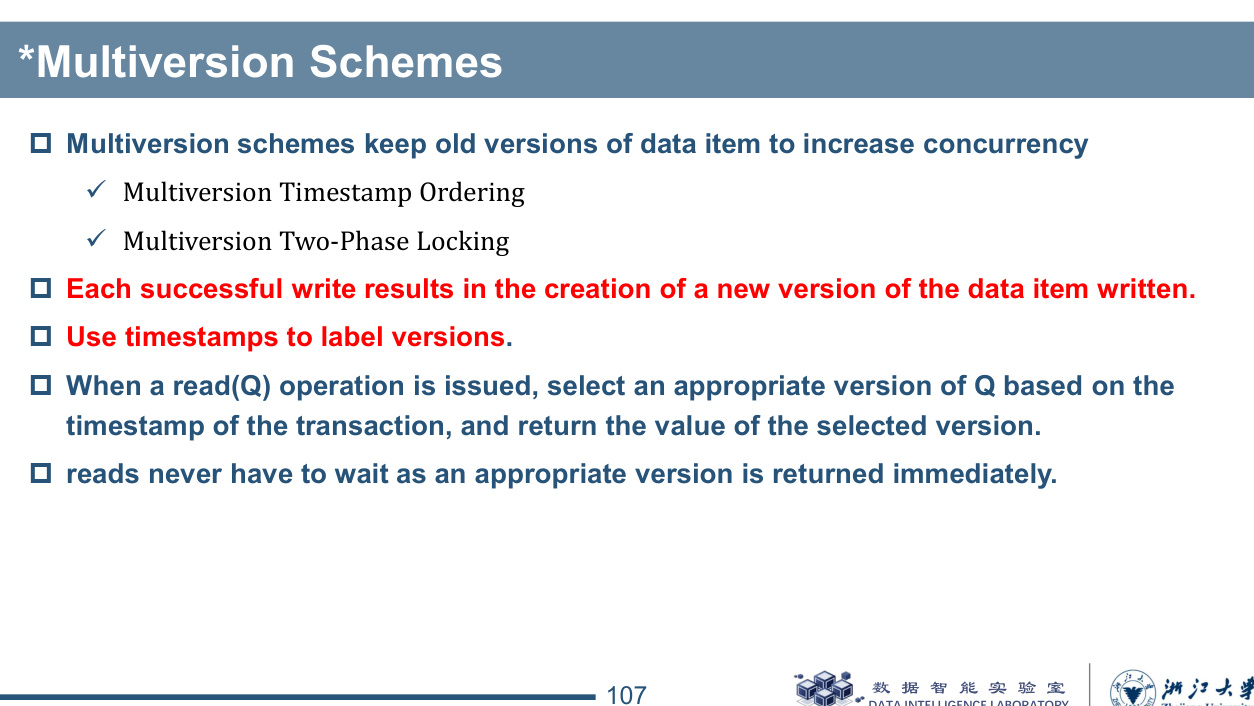 *Multiversion Schemes
Multiversion schemes keep old versions of data item to increase concurrency
Multiversion Timestamp Ordering
Multiversion Two-Phase Locking
Each successful write results in the creation of a new version of the data item written.
Use timestamps to label versions.
When a read(Q) operation is issued, select an appropriate version of Q based on the
timestamp of the transaction, and return the value of the selected version.
reads never have to wait as an appropriate version is returned immediately.
107
数据智能实验室
DATA INTELLIGENCE LABORATORY
浙江大学
Zhejiang University